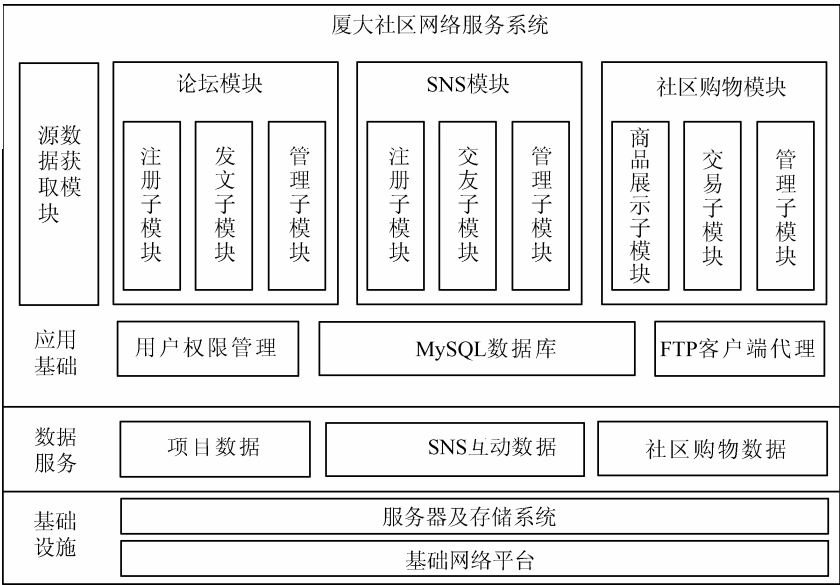 厦大社区网络服务系统
源数
据获
取模
块
论坛模块
注册子模块
发文子模块
管理子模块
SNS模块
注册子模块
交友子模块
管理子模块
社区购物模块
商品展示子模块
交易子模块
管理子模块
应用
基础
用户权限管理
MySQL数据库
FTP客户端代理
数据
服务
项目数据
SNS互动数据
社区购物数据
基础
设施
服务器及存储系统
基础网络平台